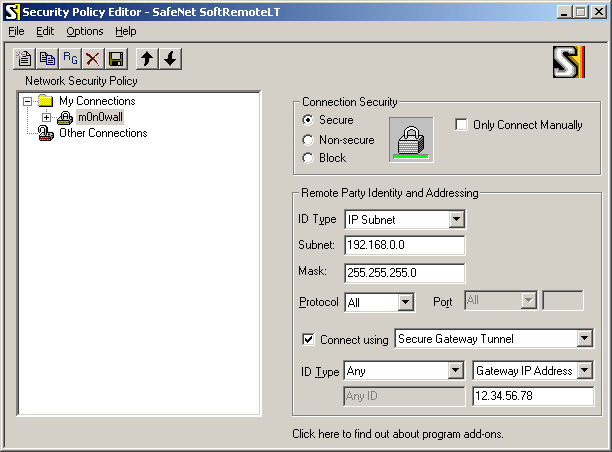 Security Policy Editor - SafeNet SoftRemoteLT
File Edit Options Help
RG
Network Security Policy
My Connections
m0n0wall
Other Connections
Connection Security
Secure
Non-secure
Block
Only Connect Manually
Remote Party Identity and Addressing
ID Type IP Subnet
Subnet: 192.168.0.0
Mask: 255.255.255.0
Protocol All Port All
Connect using Secure Gateway Tunnel
ID Type Any Gateway IP Address
Any ID 12.34.56.78
Click here to find out about program add-ons.